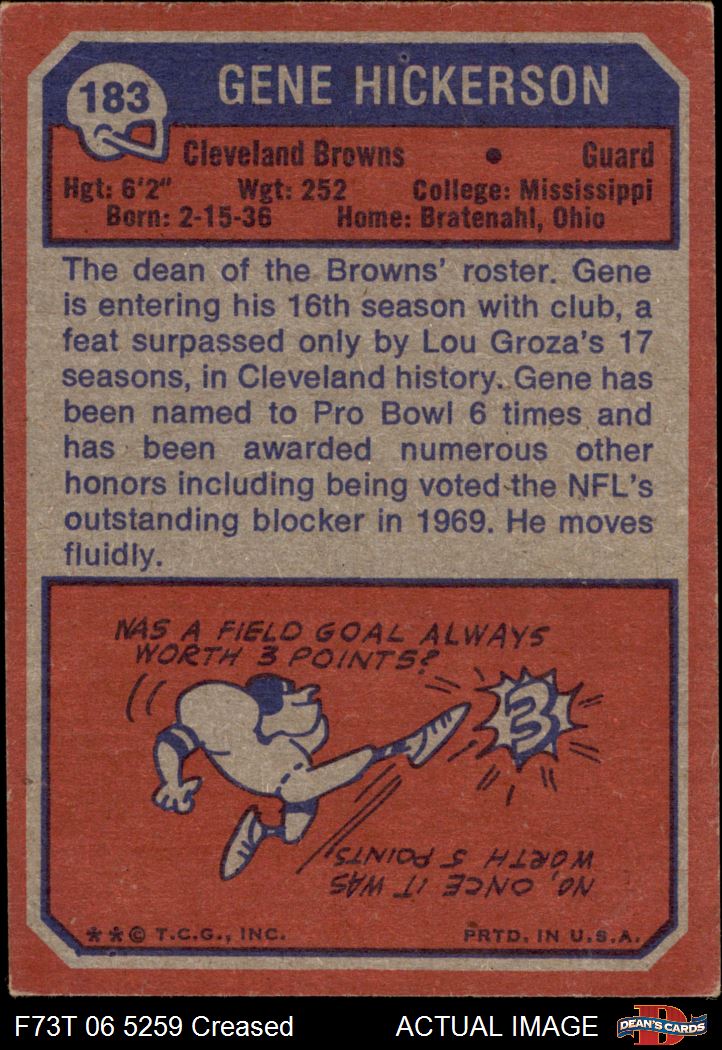 183
GENE HICKERSON
Cleveland Browns • Guard
Hgt: 6'2" Wgt: 252 College: Mississippi
Born: 2-15-36 Home: Bratenahl, Ohio
The dean of the Browns' roster. Gene
is entering his 16th season with club, a
feat surpassed only by Lou Groza's 17
seasons, in Cleveland history. Gene has
been named to Pro Bowl 6 times and
has been awarded numerous other
honors including being voted the NFL's
outstanding blocker in 1969. He moves
fluidly.
WAS A FIELD GOAL ALWAYS
WORTH 3 POINTS?
3
NO, ONCE IT WAS
WORTH 5 POINTS
**© T.C.G., INC. PRTD. IN U.S.A.
F73T 06 5259 Creased ACTUAL IMAGE
D
DEAN'S CARDS